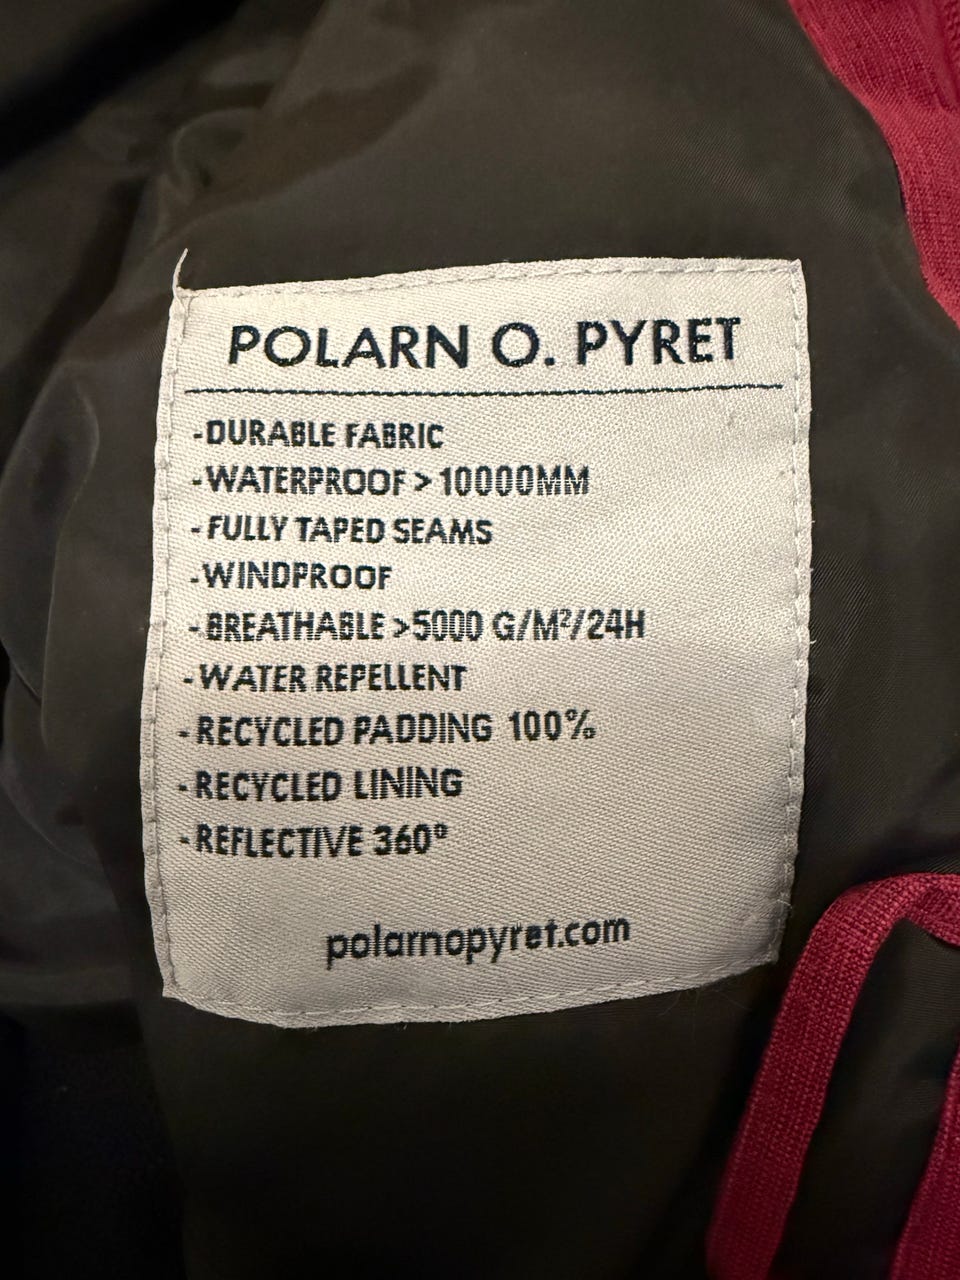 POLARN O. PYRET
-DURABLE FABRIC
-WATERPROOF > 10000MM
-FULLY TAPED SEAMS
-WINDPROOF
-BREATHABLE >5000 G/M²/24H
-WATER REPELLENT
-RECYCLED PADDING 100%
-RECYCLED LINING
-REFLECTIVE 360°
polarnopyret.com